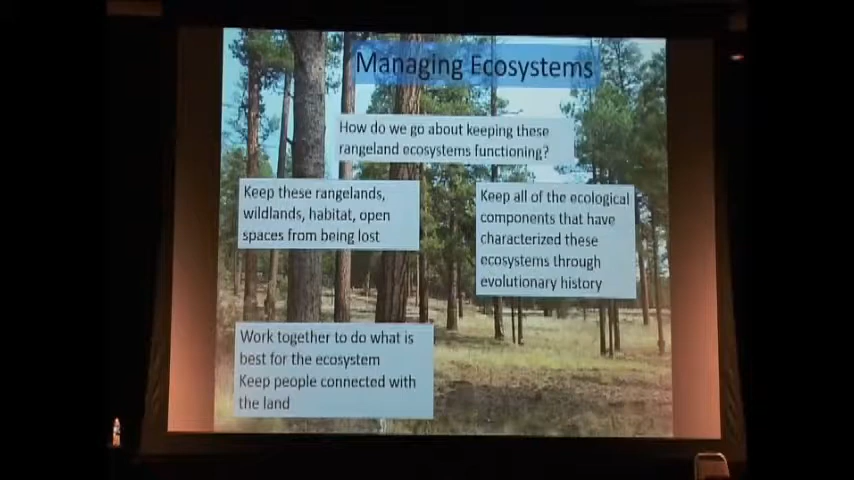 Managing Ecosystems
How do we go about keeping these
rangeland ecosystems functioning?
Keep these rangelands,
wildlands, habitat, open
spaces from being lost
Keep all of the ecological
components that have
characterized these
ecosystems through
evolutionary history
Work together to do what is
best for the ecosystem
Keep people connected with
the land